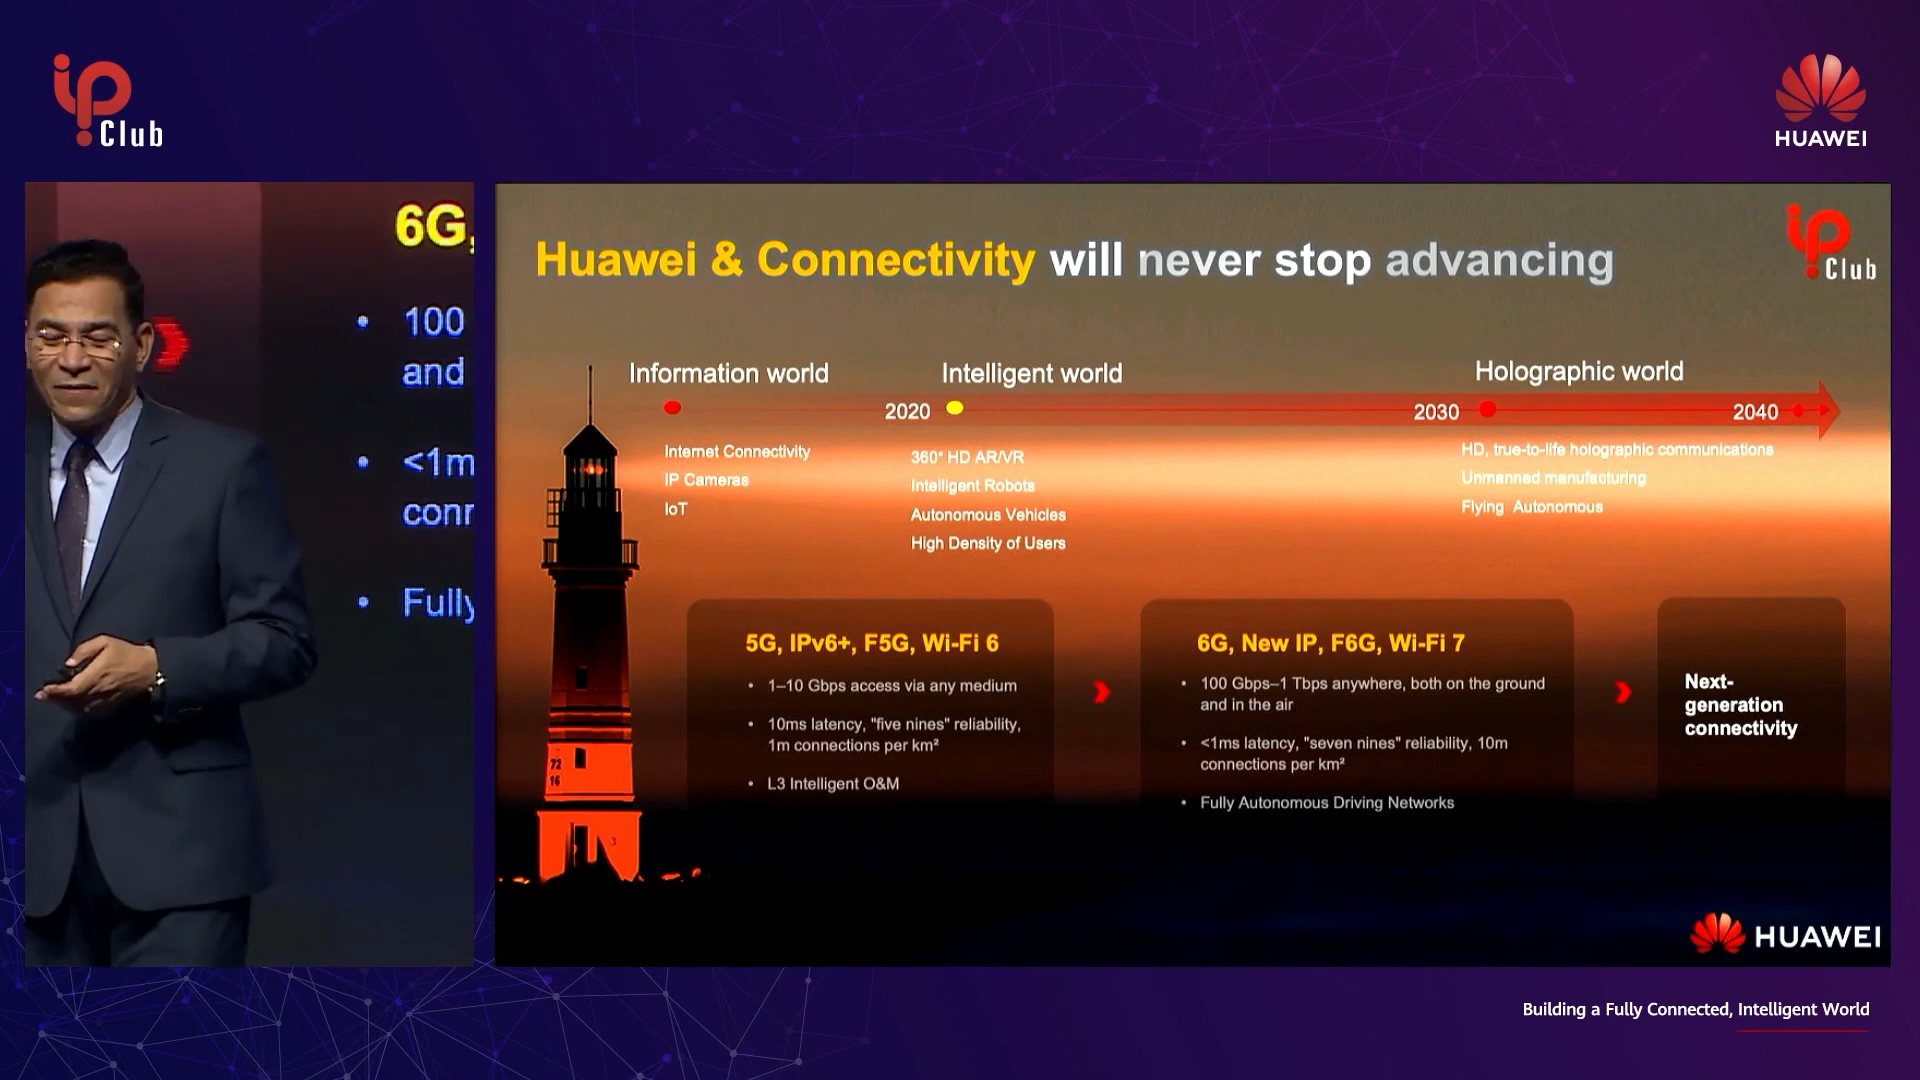 ip
Club
HUAWEI
6G,
• 100
and
• <1m
conn
• Fully
Huawei & Connectivity will never stop advancing
ip
Club
Information world
Intelligent world
Holographic world
2020
2030
2040
Internet Connectivity
IP Cameras
IoT
360° HD AR/VR
Intelligent Robots
Autonomous Vehicles
High Density of Users
HD, true-to-life holographic communications
Unmanned manufacturing
Flying Autonomous
5G, IPv6+, F5G, Wi-Fi 6
• 1–10 Gbps access via any medium
• 10ms latency, "five nines" reliability,
1m connections per km²
• L3 Intelligent O&M
6G, New IP, F6G, Wi-Fi 7
• 100 Gbps–1 Tbps anywhere, both on the ground
and in the air
• <1ms latency, "seven nines" reliability, 10m
connections per km²
• Fully Autonomous Driving Networks
Next-
generation
connectivity
72
16
3
HUAWEI
Building a Fully Connected, Intelligent World